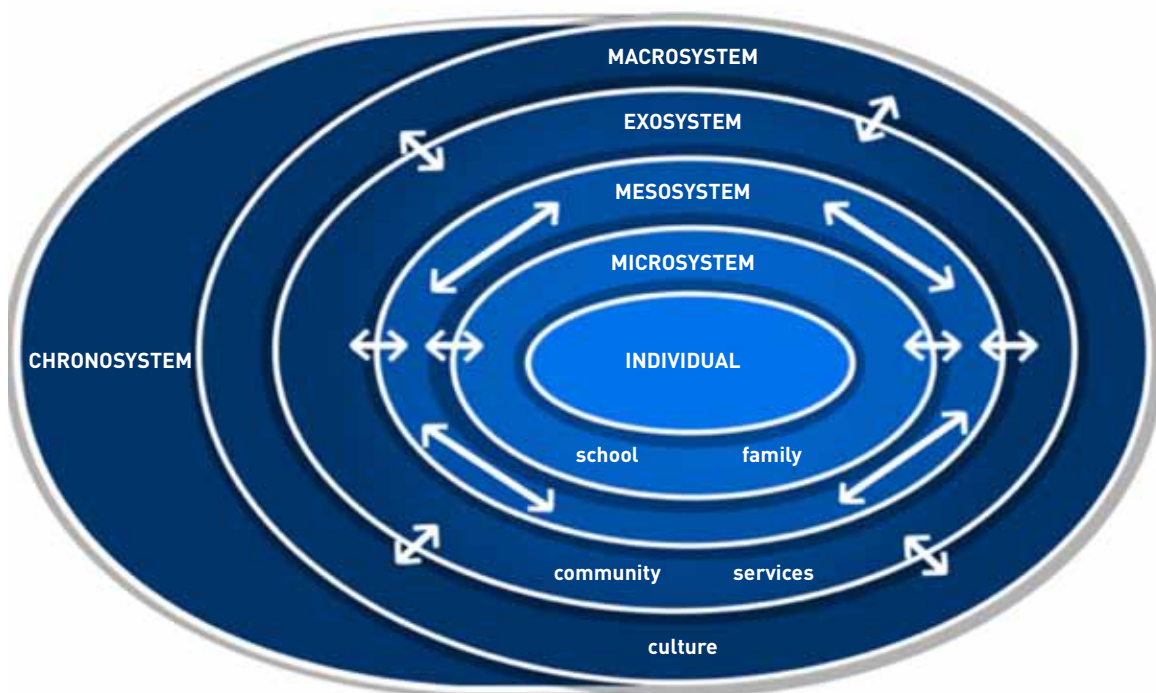 MACROSYSTEM
EXOSYSTEM
MESOSYSTEM
MICROSYSTEM
CHRONOSYSTEM
INDIVIDUAL
school family
community services
culture